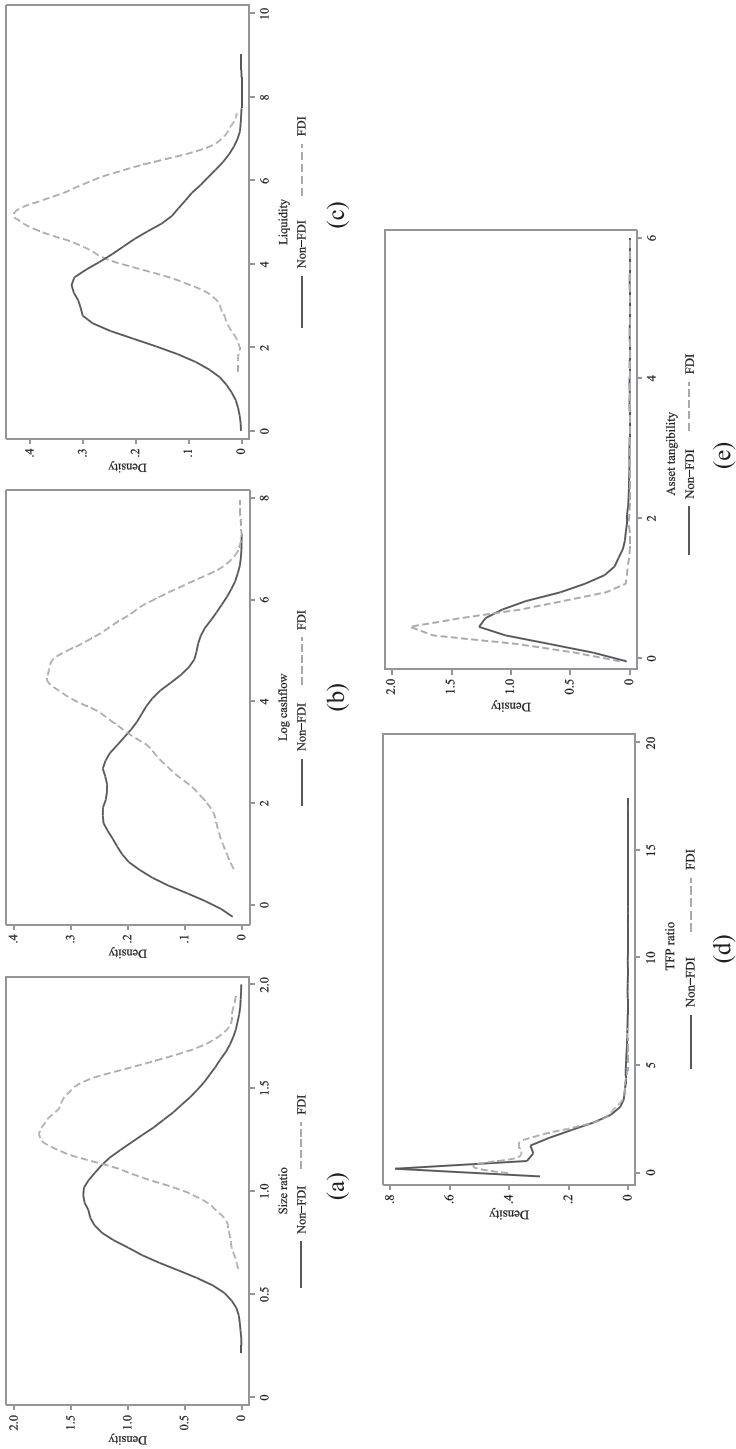 Density
2.0
1.5
1.0
0.5
0
0 0.5 1.0 1.5 2.0
Size ratio
Non−FDI FDI
(a)
Density
.4
.3
.2
.1
0
0 2 4 6 8
Log cashflow
Non−FDI FDI
(b)
Density
.4
.3
.2
.1
0
0 2 4 6 8 10
Liquidity
Non−FDI FDI
(c)
Density
.8
.6
.4
.2
0
0 5 10 15 20
TFP ratio
Non−FDI FDI
(d)
Density
2.0
1.5
1.0
0.5
0
0 2 4 6
Asset tangibility
Non−FDI FDI
(e)